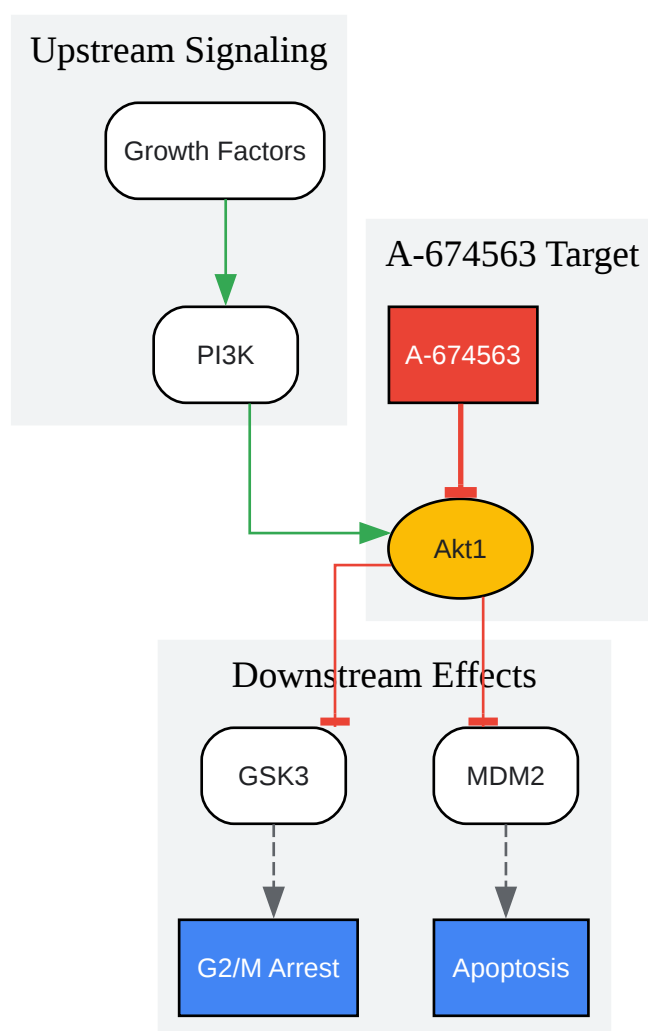 Upstream Signaling
Growth Factors
PI3K
A-674563 Target
A-674563
Akt1
Downstream Effects
GSK3
MDM2
G2/M Arrest
Apoptosis